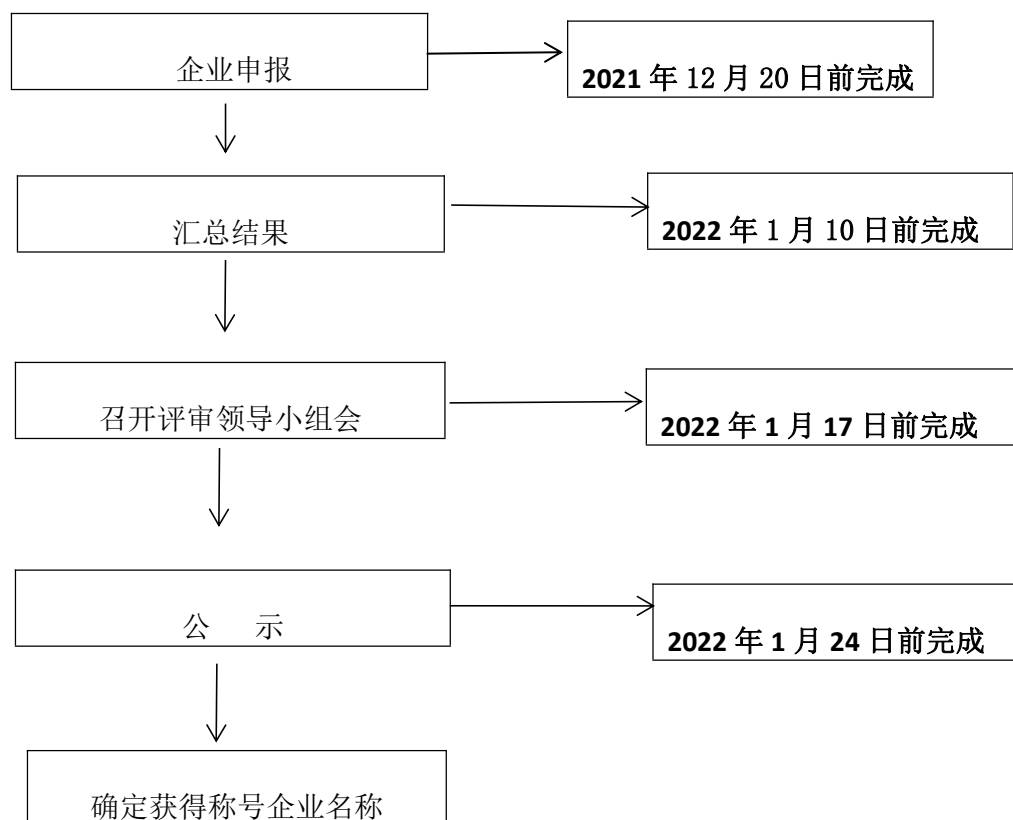 企业申报
2021 年 12 月 20 日前完成
汇总结果
2022 年 1 月 10 日前完成
召开评审领导小组会
2022 年 1 月 17 日前完成
公 示
2022 年 1 月 24 日前完成
确定获得称号企业名称